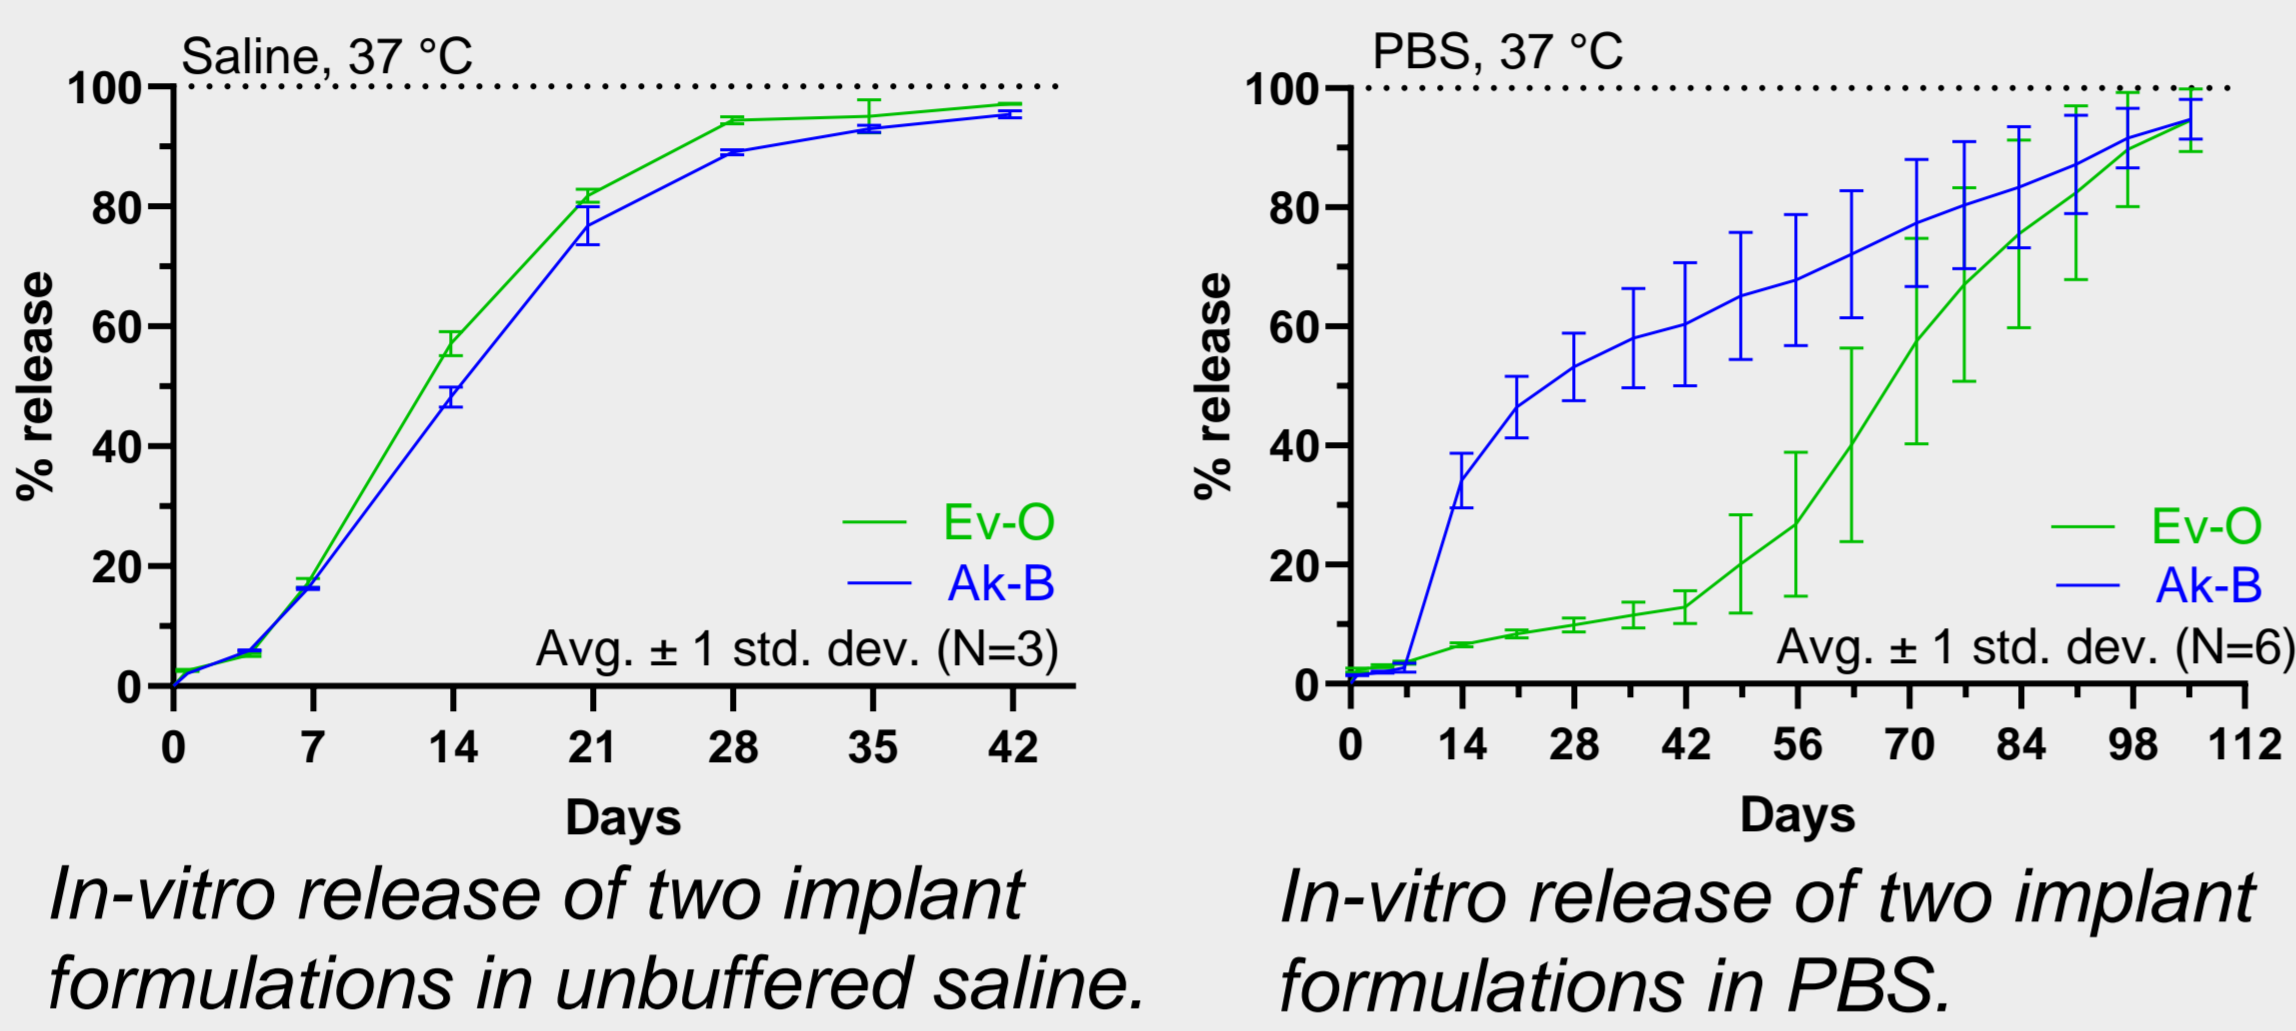 Saline, 37 °C
100
80
60
40
20
0
% release
Ev-O
Ak-B
Avg. ± 1 std. dev. (N=3)
0 7 14 21 28 35 42
Days
In-vitro release of two implant
formulations in unbuffered saline.
PBS, 37 °C
100
80
60
40
20
0
% release
Ev-O
Ak-B
Avg. ± 1 std. dev. (N=6)
0 14 28 42 56 70 84 98 112
Days
In-vitro release of two implant
formulations in PBS.